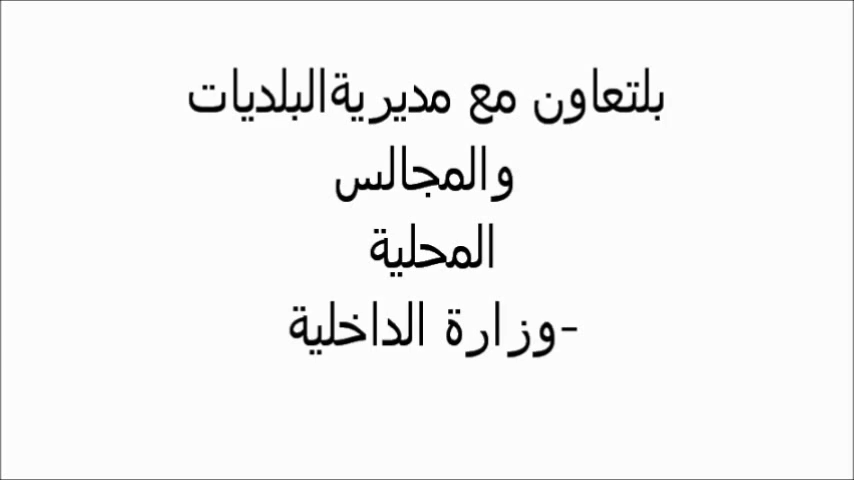 بلتعاون مع مديريةالبلديات
والمجالس
المحلية
-وزارة الداخلية